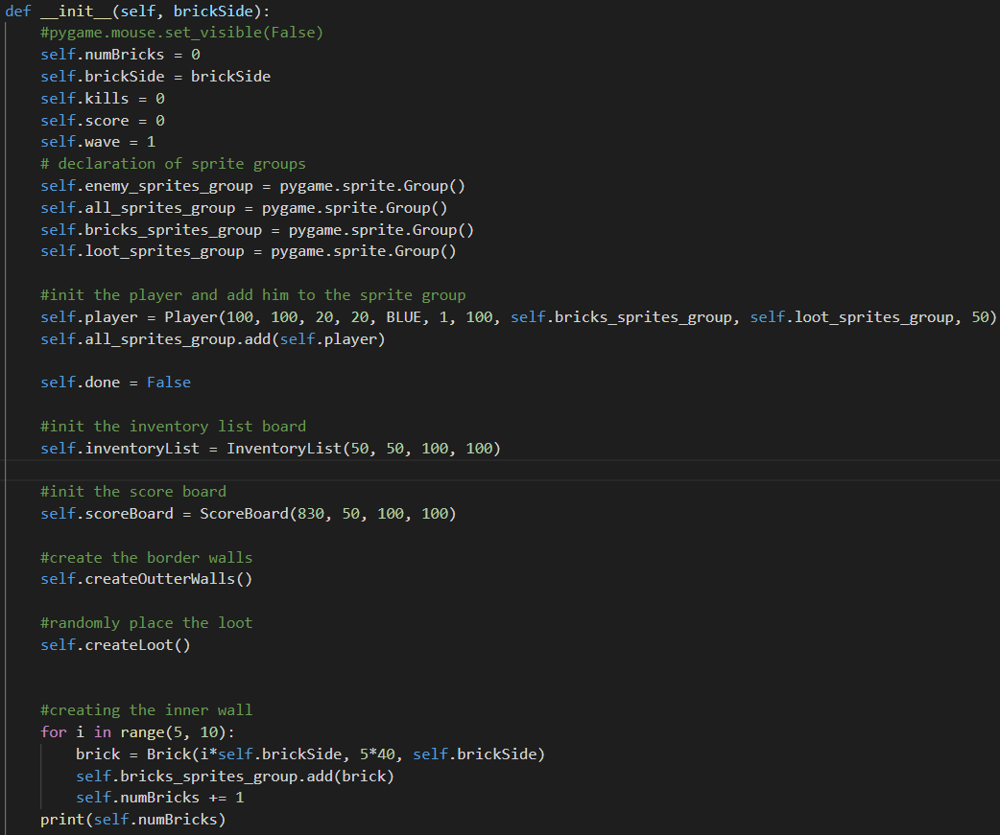 def __init__(self, brickSide):
    #pygame.mouse.set_visible(False)
    self.numBricks = 0
    self.brickSide = brickSide
    self.kills = 0
    self.score = 0
    self.wave = 1
    # declaration of sprite groups
    self.enemy_sprites_group = pygame.sprite.Group()
    self.all_sprites_group = pygame.sprite.Group()
    self.bricks_sprites_group = pygame.sprite.Group()
    self.loot_sprites_group = pygame.sprite.Group()

    #init the player and add him to the sprite group
    self.player = Player(100, 100, 20, 20, BLUE, 1, 100, self.bricks_sprites_group, self.loot_sprites_group, 50)
    self.all_sprites_group.add(self.player)

    self.done = False

    #init the inventory list board
    self.inventoryList = InventoryList(50, 50, 100, 100)

    #init the score board
    self.scoreBoard = ScoreBoard(830, 50, 100, 100)

    #create the border walls
    self.createOutterWalls()

    #randomly place the loot
    self.createLoot()


    #creating the inner wall
    for i in range(5, 10):
        brick = Brick(i*self.brickSide, 5*40, self.brickSide)
        self.bricks_sprites_group.add(brick)
        self.numBricks += 1
    print(self.numBricks)